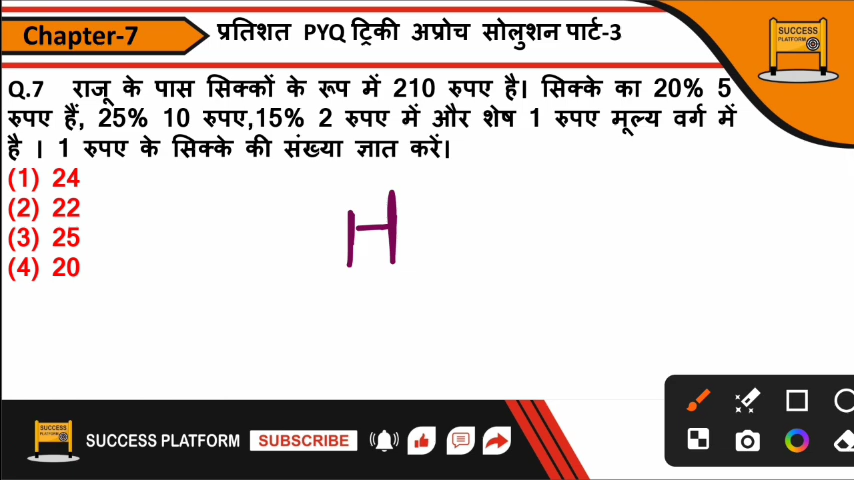 Chapter-7
प्रतिशत PYQ ट्रिकी अप्रोच सोलुशन पार्ट-3
SUCCESS
PLATFORM
Q.7 राजू के पास सिक्कों के रूप में 210 रुपए है। सिक्के का 20% 5
रुपए हैं, 25% 10 रुपए,15% 2 रुपए में और शेष 1 रुपए मूल्य वर्ग में
है । 1 रुपए के सिक्के की संख्या ज्ञात करें।
(1) 24
(2) 22
(3) 25
(4) 20
H
SUCCESS
PLATFORM
SUCCESS PLATFORM
SUBSCRIBE